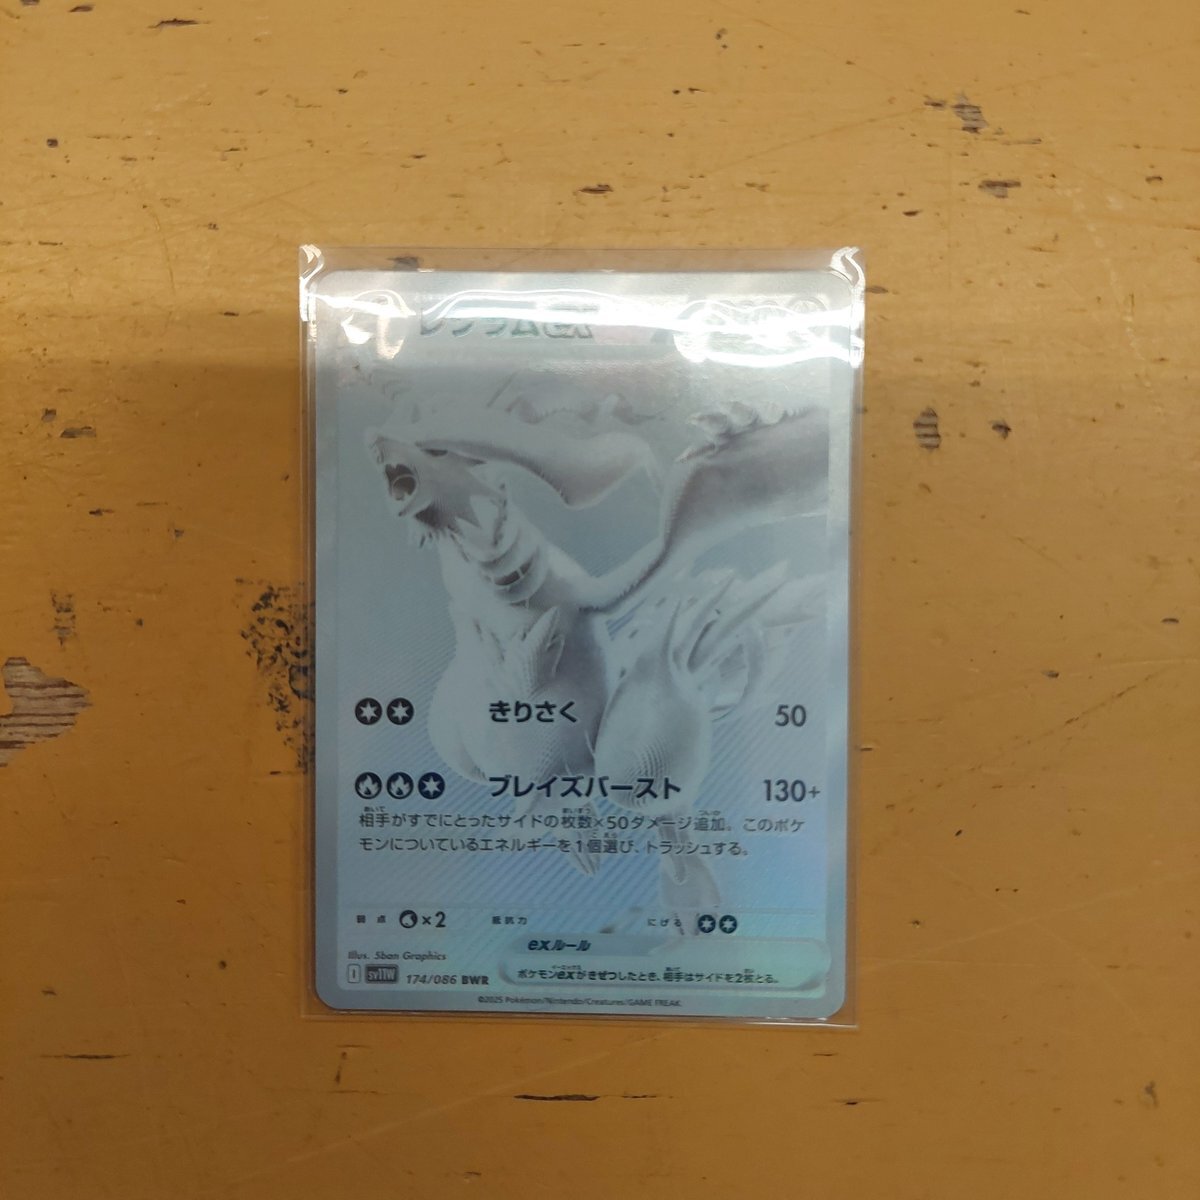 レシラムex
きりさく 50
ブレイズバースト 130+
相手がすでにとったサイドの枚数×50ダメージ追加。このポケ
モンについているエネルギーを1個選び、トラッシュする。
弱点 ×2 抵抗力 にげる
exルール
ポケモンexがきぜつしたとき、相手はサイドを2枚とる。
Illus. 5ban Graphics
I sv11W 174/086 BWR
©2025 Pokémon/Nintendo/Creatures/GAME FREAK.